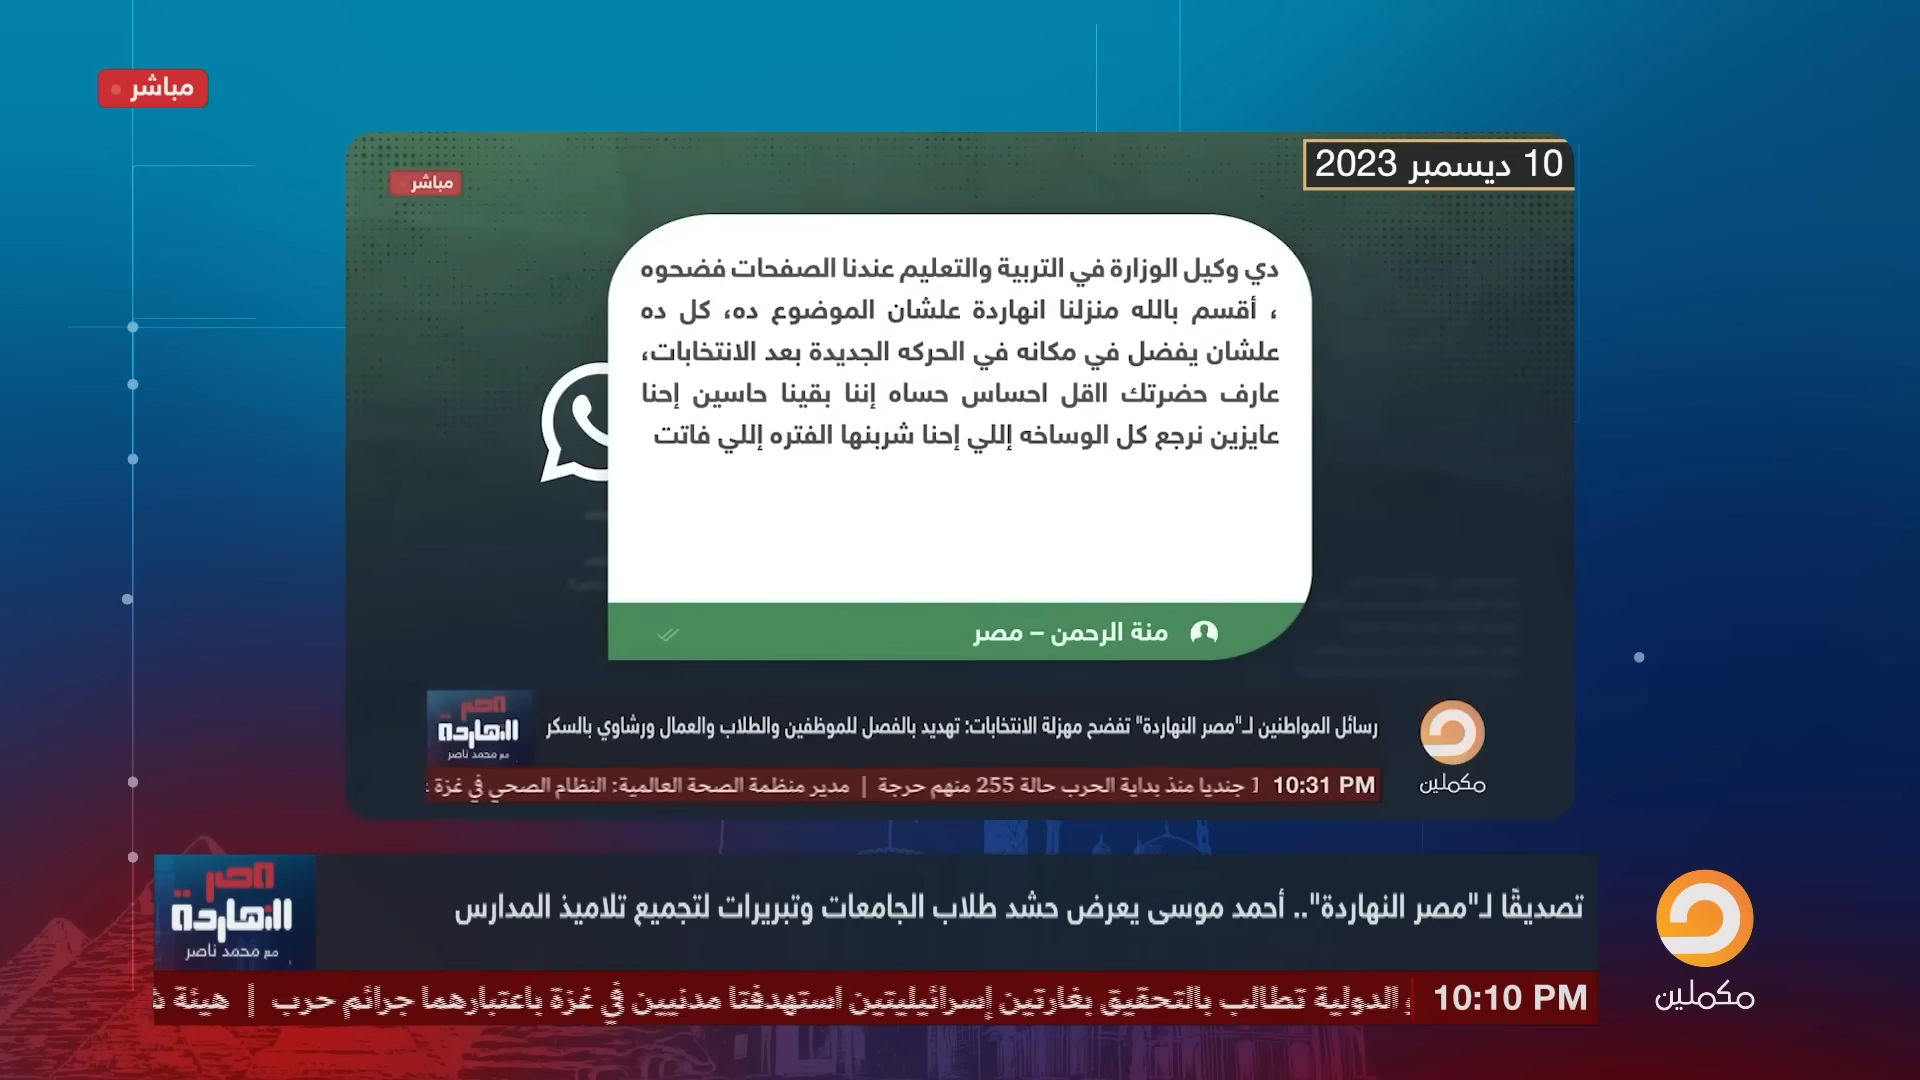 مباشر
10 ديسمبر 2023
مباشر
دي وكيل الوزارة في التربية والتعليم عندنا الصفحات فضحوه
، أقسم بالله منزلنا انهاردة علشان الموضوع ده، كل ده
علشان يفضل في مكانه في الحركه الجديدة بعد الانتخابات،
عارف حضرتك ااقل احساس حساه إننا بقينا حاسين إحنا
عايزين نرجع كل الوساخه إللي إحنا شربنها الفتره إللي فاتت
منة الرحمن – مصر
رسائل المواطنين لـ"مصر النهاردة" تفضح مهزلة الانتخابات: تهديد بالفصل للموظفين والطلاب والعمال ورشاوي بالسكر
مصر
النهاردة
مع محمد ناصر
10:31 PM جنديا منذ بداية الحرب حالة 255 منهم حرجة | مدير منظمة الصحة العالمية: النظام الصحي في غزة
مكملين
تصديقًا لـ"مصر النهاردة".. أحمد موسى يعرض حشد طلاب الجامعات وتبريرات لتجميع تلاميذ المدارس
مصر
النهاردة
مع محمد ناصر
10:10 PM الدولية تطالب بالتحقيق بغارتين إسرائيليتين استهدفتا مدنيين في غزة باعتبارهما جرائم حرب | هيئة
مكملين